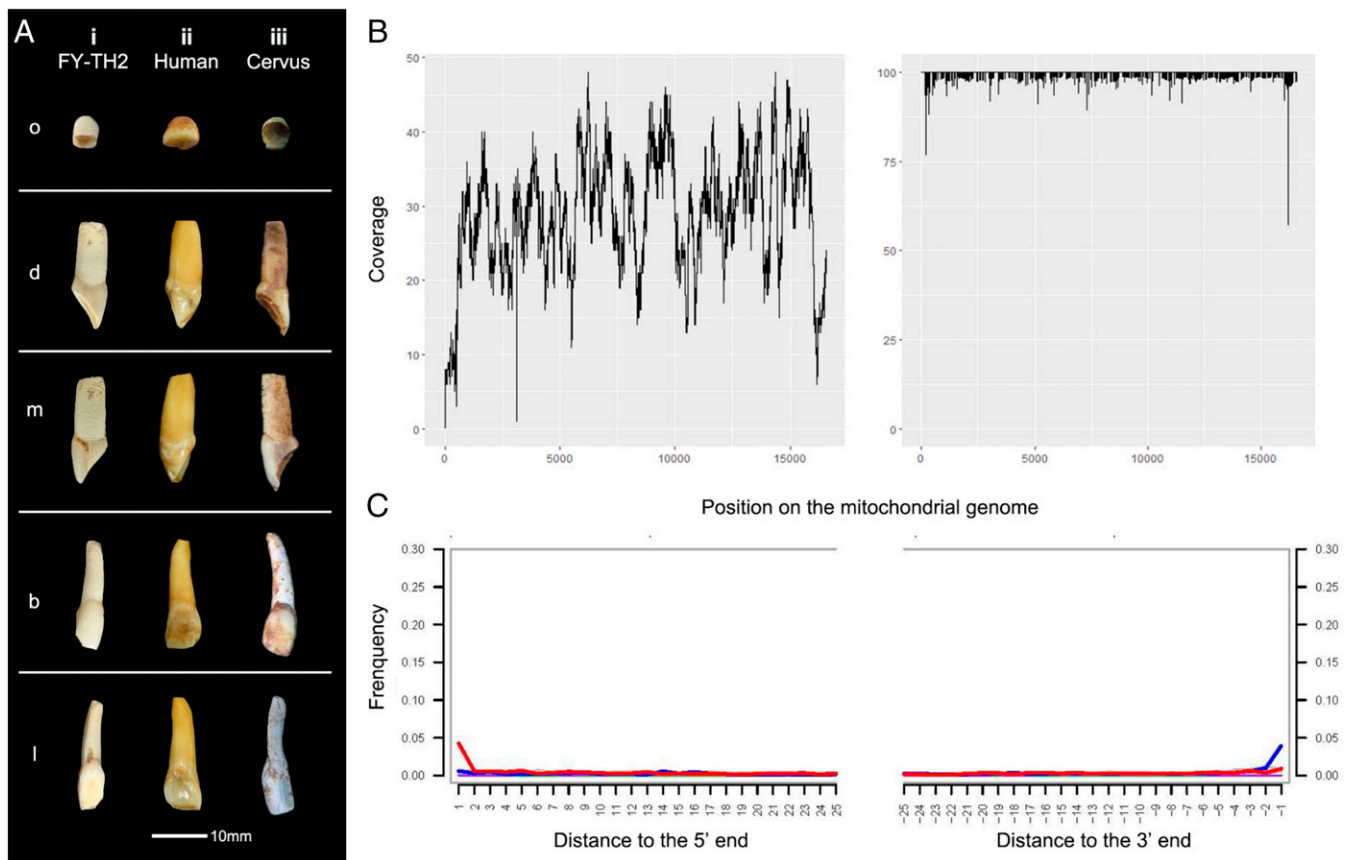 A
i ii iii
FY-TH2 Human Cervus
o
d
m
b
l
10mm
B
Coverage
50
40
30
20
10
0
0 5000 10000 15000
100
75
50
25
0
0 5000 10000 15000
Position on the mitochondrial genome
C
Frenquency
0.30
0.25
0.20
0.15
0.10
0.05
0.00
1 2 3 4 5 6 7 8 9 10 11 12 13 14 15 16 17 18 19 20 21 22 23 24 25
Distance to the 5' end
-25 -24 -23 -22 -21 -20 -19 -18 -17 -16 -15 -14 -13 -12 -11 -10 -9 -8 -7 -6 -5 -4 -3 -2 -1
Distance to the 3' end
0.30
0.25
0.20
0.15
0.10
0.05
0.00